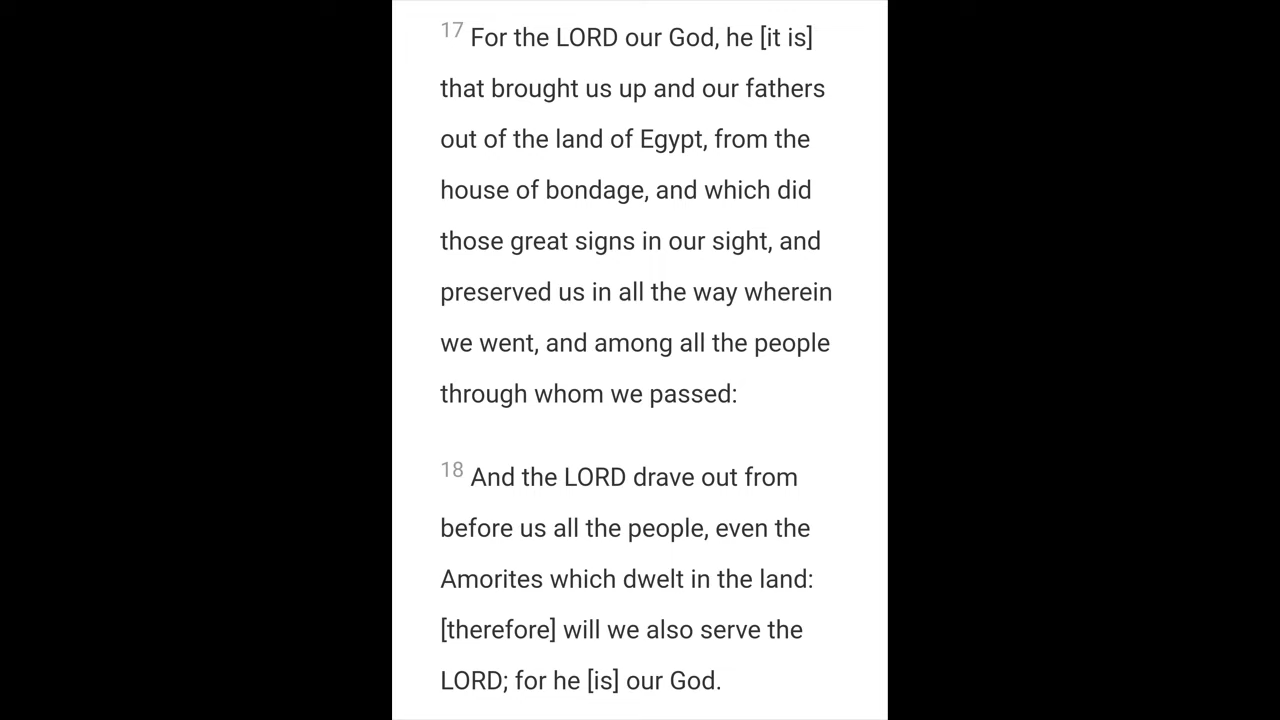 17 For the LORD our God, he [it is]
that brought us up and our fathers
out of the land of Egypt, from the
house of bondage, and which did
those great signs in our sight, and
preserved us in all the way wherein
we went, and among all the people
through whom we passed:
18 And the LORD drave out from
before us all the people, even the
Amorites which dwelt in the land:
[therefore] will we also serve the
LORD; for he [is] our God.